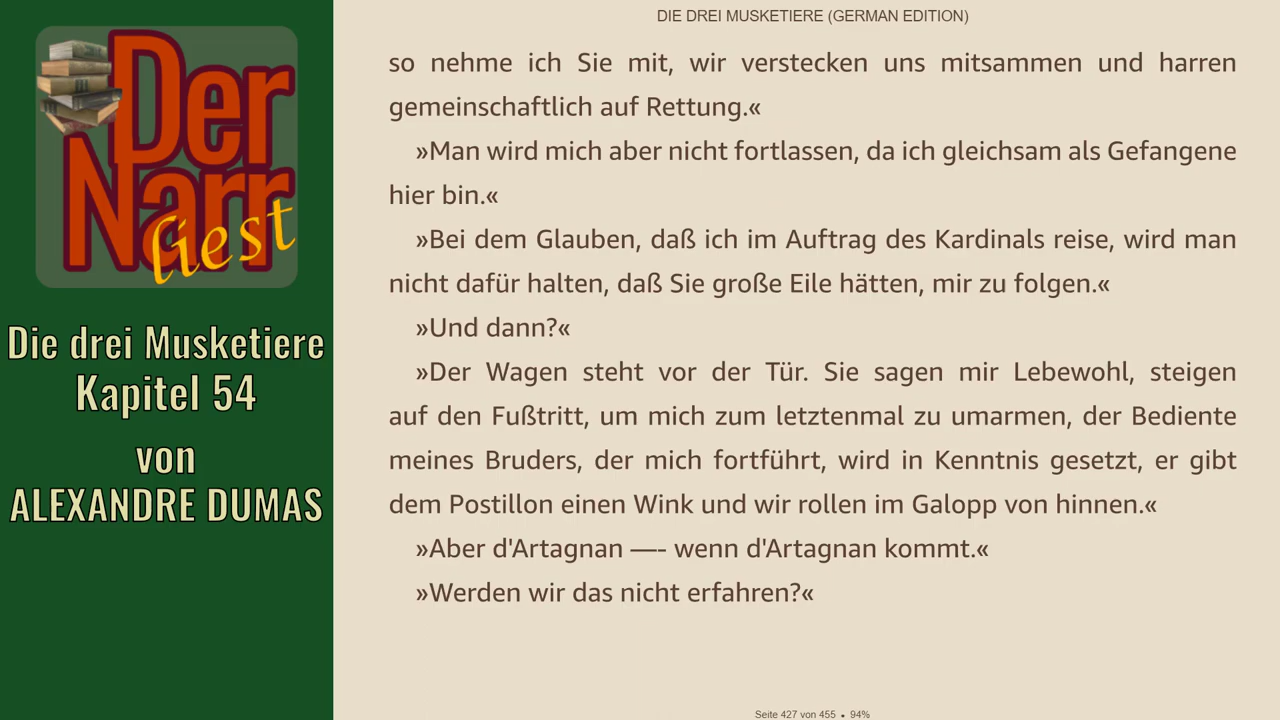 Der
Narr
liest
Die drei Musketiere
Kapitel 54
von
ALEXANDRE DUMAS
DIE DREI MUSKETIERE (GERMAN EDITION)
so nehme ich Sie mit, wir verstecken uns mitsammen und harren
gemeinschaftlich auf Rettung.«
»Man wird mich aber nicht fortlassen, da ich gleichsam als Gefangene
hier bin.«
»Bei dem Glauben, daß ich im Auftrag des Kardinals reise, wird man
nicht dafür halten, daß Sie große Eile hätten, mir zu folgen.«
»Und dann?«
»Der Wagen steht vor der Tür. Sie sagen mir Lebewohl, steigen
auf den Fußtritt, um mich zum letztenmal zu umarmen, der Bediente
meines Bruders, der mich fortführt, wird in Kenntnis gesetzt, er gibt
dem Postillon einen Wink und wir rollen im Galopp von hinnen.«
»Aber d'Artagnan —- wenn d'Artagnan kommt.«
»Werden wir das nicht erfahren?«
Seite 427 von 455 • 94%